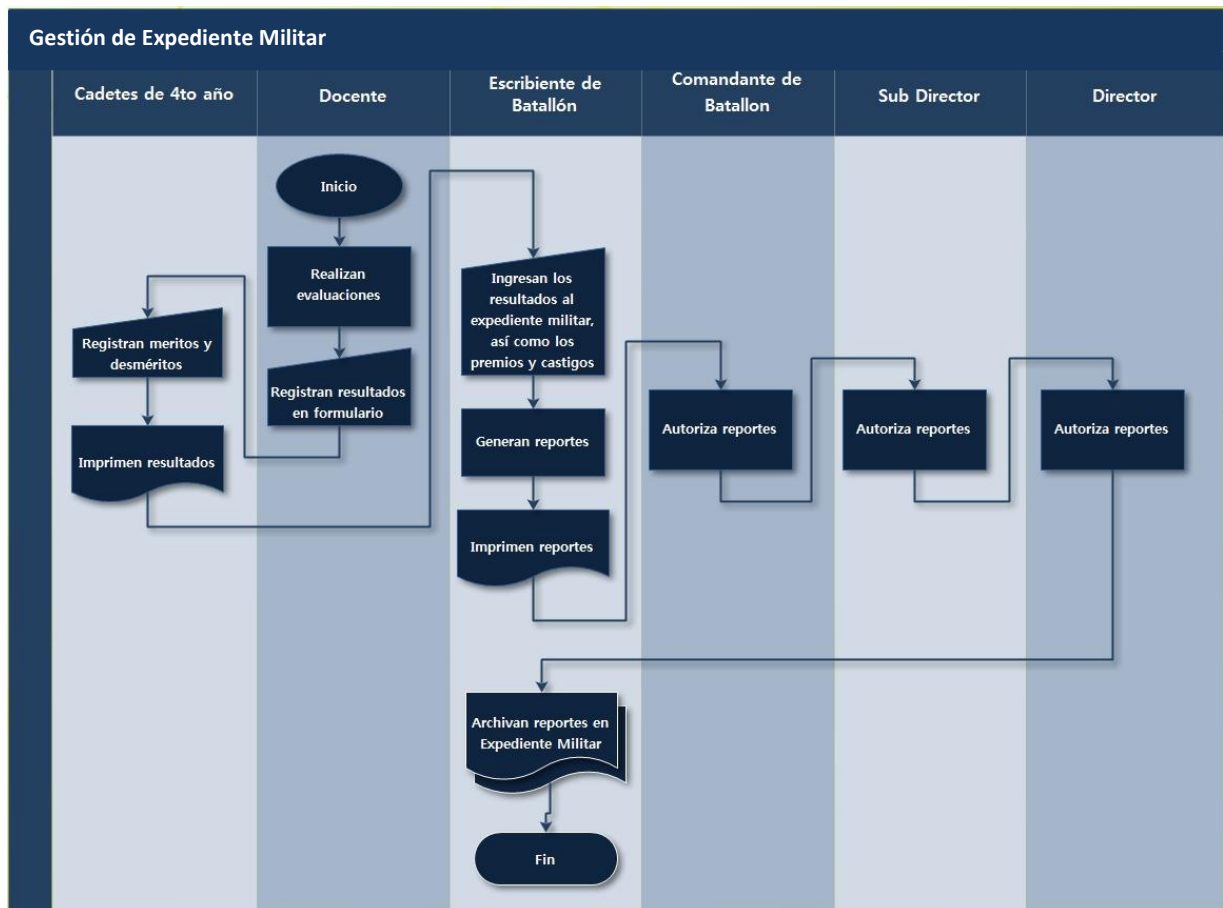 Gestión de Expediente Militar
Cadetes de 4to año
Docente
Escribiente de
Batallón
Comandante de
Batallon
Sub Director
Director
Inicio
Realizan
evaluaciones
Registran resultados
en formulario
Registran meritos y
desméritos
Imprimen resultados
Ingresan los
resultados al
expediente militar,
así como los
premios y castigos
Generan reportes
Imprimen reportes
Autoriza reportes
Autoriza reportes
Autoriza reportes
Archivan reportes en
Expediente Militar
Fin